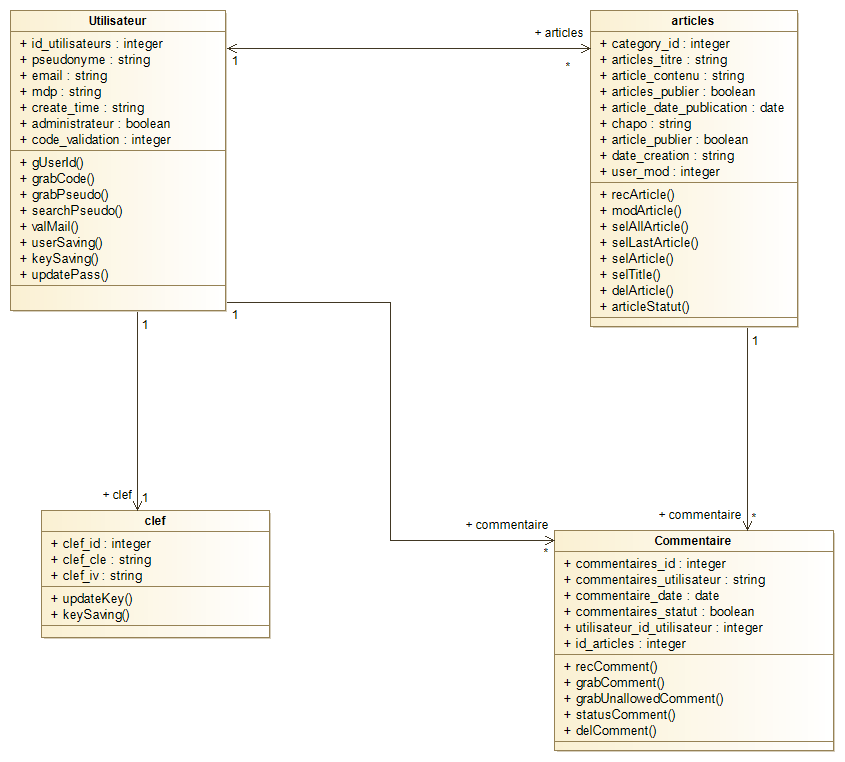 Utilisateur
+ id_utilisateurs : integer
+ pseudonyme : string
+ email : string
+ mdp : string
+ create_time : string
+ administrateur : boolean
+ code_validation : integer
+ gUserId()
+ grabCode()
+ grabPseudo()
+ searchPseudo()
+ valMail()
+ userSaving()
+ keySaving()
+ updatePass()
+ articles
1
*
articles
+ category_id : integer
+ articles_titre : string
+ article_contenu : string
+ articles_publier : boolean
+ article_date_publication : date
+ chapo : string
+ article_publier : boolean
+ date_creation : string
+ user_mod : integer
+ recArticle()
+ modArticle()
+ selAllArticle()
+ selLastArticle()
+ selArticle()
+ selTitle()
+ delArticle()
+ articleStatut()
1
1
1
+ clef
1
+ commentaire
*
+ commentaire
*
clef
+ clef_id : integer
+ clef_cle : string
+ clef_iv : string
+ updateKey()
+ keySaving()
Commentaire
+ commentaires_id : integer
+ commentaires_utilisateur : string
+ commentaire_date : date
+ commentaires_statut : boolean
+ utilisateur_id_utilisateur : integer
+ id_articles : integer
+ recComment()
+ grabComment()
+ grabUnallowedComment()
+ statusComment()
+ delComment()